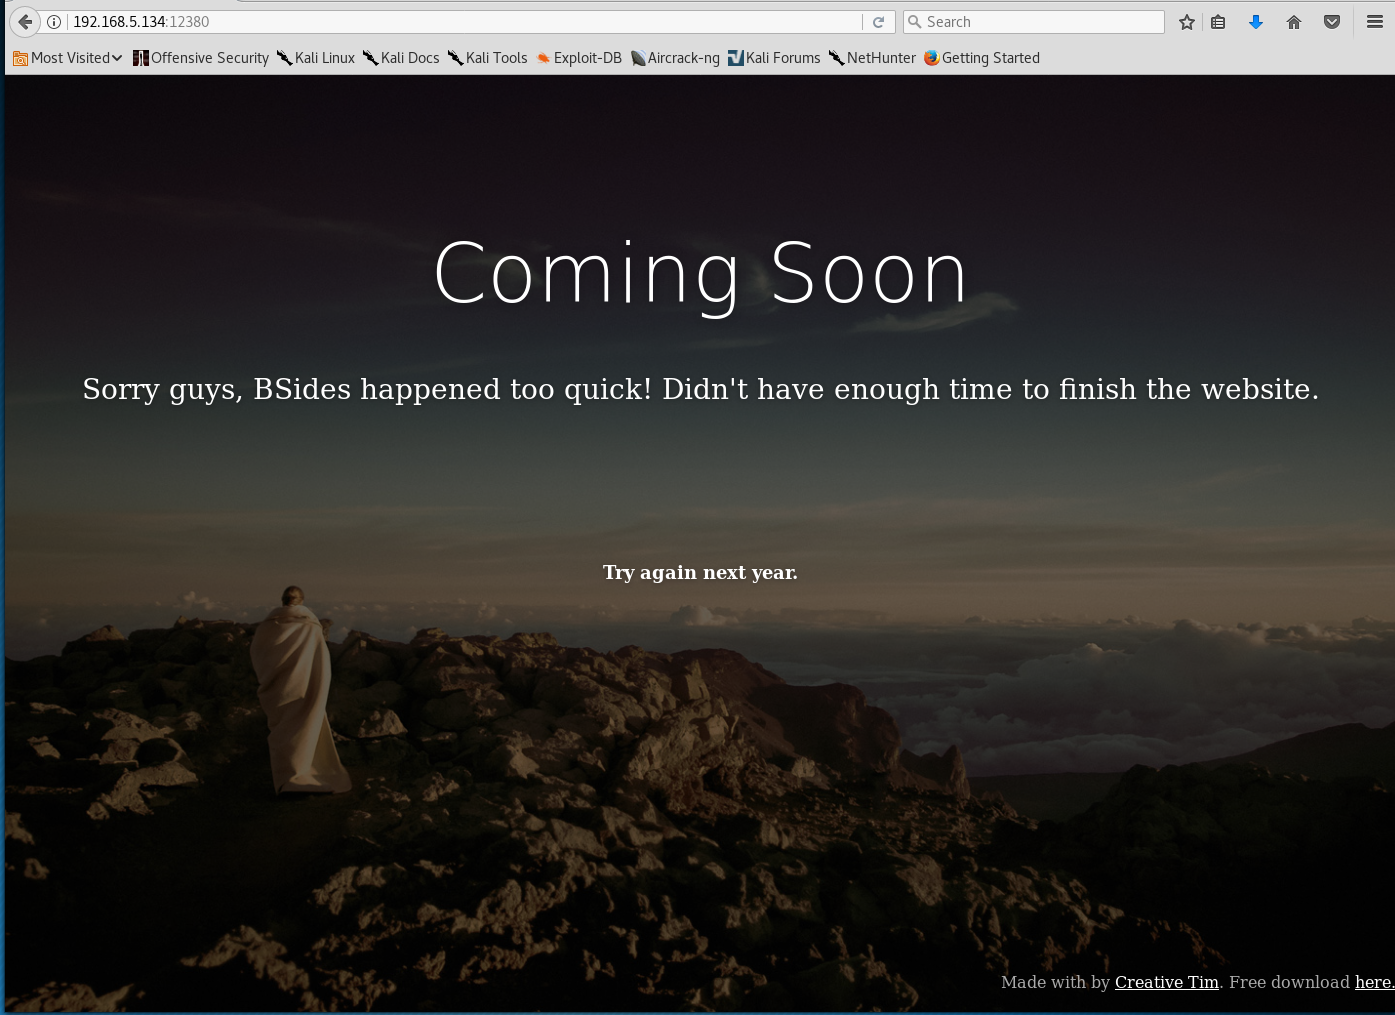 192.168.5.134:12380
Search
Most Visited Offensive Security Kali Linux Kali Docs Kali Tools Exploit-DB Aircrack-ng Kali Forums NetHunter Getting Started
Coming Soon
Sorry guys, BSides happened too quick! Didn't have enough time to finish the website.
Try again next year.
Made with by Creative Tim. Free download here.